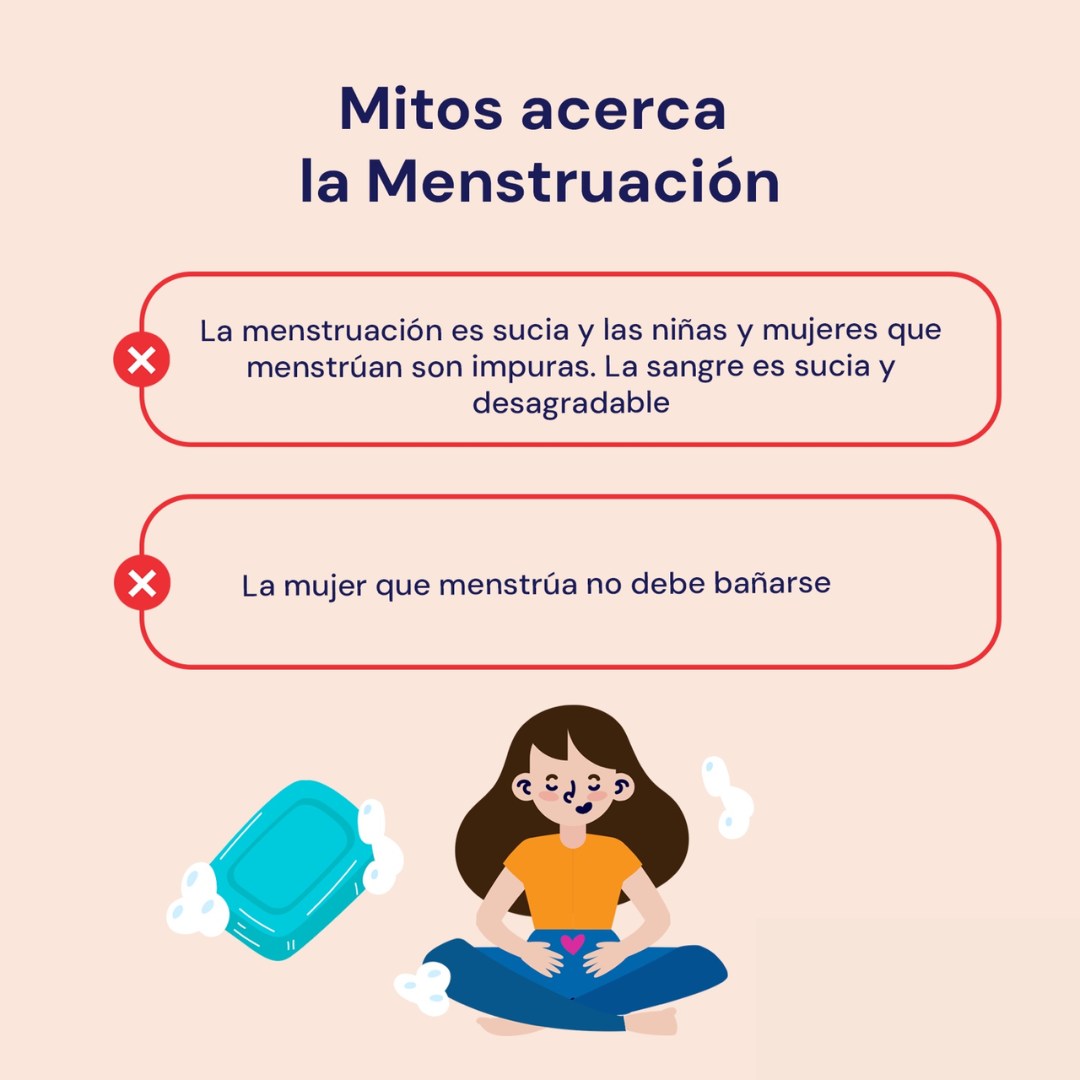 Mitos acerca
la Menstruación
La menstruación es sucia y las niñas y mujeres que
menstrúan son impuras. La sangre es sucia y
desagradable
La mujer que menstrúa no debe bañarse